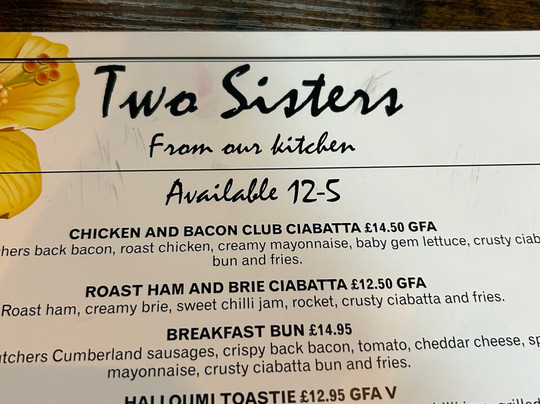 Two Sisters
From our kitchen
Available 12-5
CHICKEN AND BACON CLUB CIABATTA £14.50 GFA
back bacon, roast chicken, creamy mayonnaise, baby gem lettuce, crusty
bun and fries.
ROAST HAM AND BRIE CIABATTA £12.50 GFA
Roast ham, creamy brie, sweet chilli jam, rocket, crusty ciabatta and fries.
BREAKFAST BUN £14.95
Cumberland sausages, crispy back bacon, tomato, cheddar cheese,
mayonnaise, crusty ciabatta bun and fries.
HALLOUMI TOASTIE £12.95 GFA V